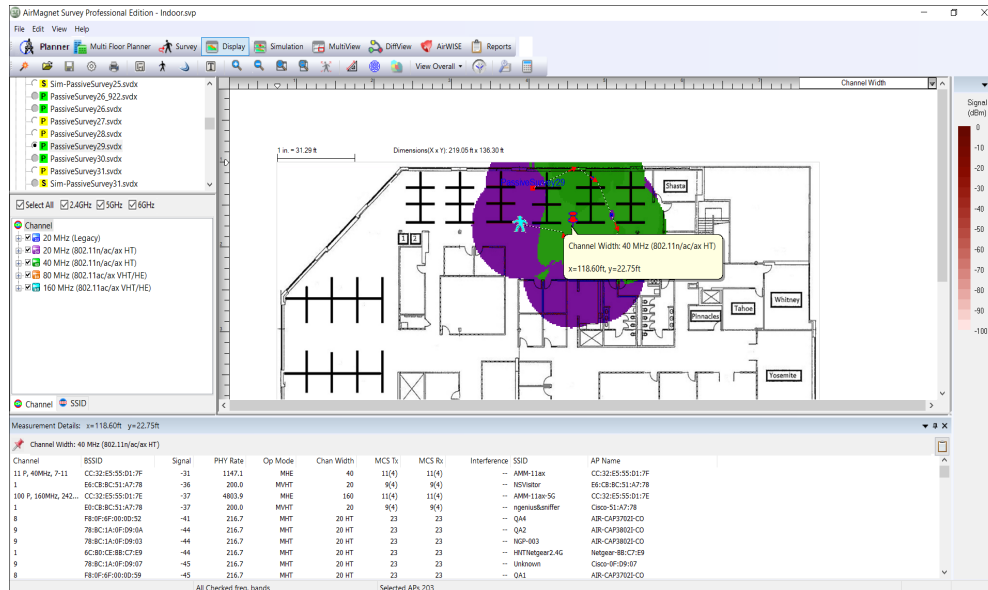 AirMagnet Survey Professional Edition - Indoor.svp
File Edit View Help
Planner Multi Floor Planner Survey Display Simulation MultiView DiffView AirWISE Reports
View Overall
Sim-PassiveSurvey25.svdx
PassiveSurvey26_922.svdx
PassiveSurvey26.svdx
PassiveSurvey27.svdx
PassiveSurvey28.svdx
PassiveSurvey29.svdx
PassiveSurvey30.svdx
PassiveSurvey31.svdx
Sim-PassiveSurvey31.svdx
Select All 2.4GHz 5GHz 6GHz
Channel
20 MHz (Legacy)
20 MHz (802.11n/ac/ax HT)
40 MHz (802.11n/ac/ax HT)
80 MHz (802.11ac/ax VHT/HE)
160 MHz (802.11ac/ax VHT/HE)
Channel SSID
Channel Width
1 in. = 31.29 ft Dimensions(X x Y): 219.05 ft x 136.30 ft
PassiveSurvey29
Shasta
1 2
Channel Width: 40 MHz (802.11n/ac/ax HT)
x=118.60ft, y=22.75ft
Whitney
Tahoe
Pinnacles
Yosemite
Signal
(dBm)
0
-10
-20
-30
-40
-50
-60
-70
-80
-90
-100
Measurement Details: x=118.60ft y=22.75ft
Channel Width: 40 MHz (802.11n/ac/ax HT)
Channel BSSID Signal PHY Rate Op Mode Chan Width MCS Tx MCS Rx Interference SSID AP Name
11 P, 40MHz, 7-11 CC:32:E5:55:D1:7F -31 1147.1 MHE 40 11(4) 11(4) -- AMM-11ax CC:32:E5:55:D1:7F
1 E6:CB:BC:51:A7:78 -36 200.0 MVHT 20 9(4) 9(4) -- NSVisitor E6:CB:BC:51:A7:78
100 P, 160MHz, 242... CC:32:E5:55:D1:7E -37 4803.9 MHE 160 11(4) 11(4) -- AMM-11ax-5G CC:32:E5:55:D1:7E
1 E0:CB:BC:51:A7:78 -37 200.0 MVHT 20 9(4) 9(4) -- ngenius&sniffer Cisco-51:A7:78
8 F8:0F:6F:00:0D:52 -41 216.7 MHT 20 HT 23 23 -- QA4 AIR-CAP3702I-CO
9 78:BC:1A:0F:D9:0A -44 216.7 MHT 20 HT 23 23 -- QA2 AIR-CAP3802I-CO
9 78:BC:1A:0F:D9:03 -44 216.7 MHT 20 HT 23 23 -- NGP-003 AIR-CAP3802I-CO
1 6C:B0:CE:BB:C7:E9 -44 216.7 MHT 20 HT 23 23 -- HNTNetgear2.4G Netgear-BB:C7:E9
9 78:BC:1A:0F:D9:07 -45 216.7 MHT 20 HT 23 23 -- Unknown Cisco-0F:D9:07
8 F8:0F:6F:00:0D:59 -45 216.7 MHT 20 HT 23 23 -- QA1 AIR-CAP3702I-CO
All Checked freq. bands Selected APs 203